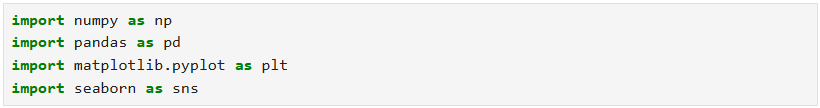 import numpy as np
import pandas as pd
import matplotlib.pyplot as plt
import seaborn as sns